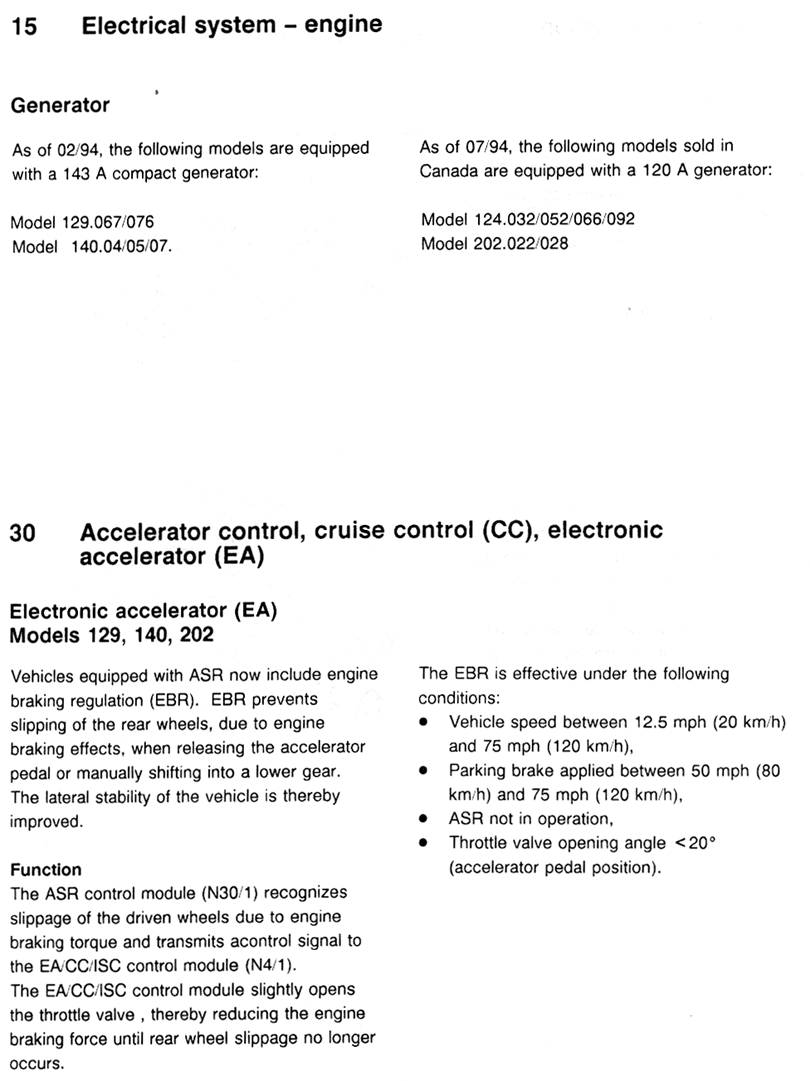 15 Electrical system – engine
Generator
As of 02/94, the following models are equipped
with a 143 A compact generator:
Model 129.067/076
Model 140.04/05/07.
As of 07/94, the following models sold in
Canada are equipped with a 120 A generator:
Model 124.032/052/066/092
Model 202.022/028
30 Accelerator control, cruise control (CC), electronic
accelerator (EA)
Electronic accelerator (EA)
Models 129, 140, 202
Vehicles equipped with ASR now include engine
braking regulation (EBR). EBR prevents
slipping of the rear wheels, due to engine
braking effects, when releasing the accelerator
pedal or manually shifting into a lower gear.
The lateral stability of the vehicle is thereby
improved.
Function
The ASR control module (N30/1) recognizes
slippage of the driven wheels due to engine
braking torque and transmits acontrol signal to
the EA/CC/ISC control module (N4/1).
The EA/CC/ISC control module slightly opens
the throttle valve , thereby reducing the engine
braking force until rear wheel slippage no longer
occurs.
The EBR is effective under the following
conditions:
● Vehicle speed between 12.5 mph (20 km/h)
and 75 mph (120 km/h),
● Parking brake applied between 50 mph (80
km/h) and 75 mph (120 km/h),
● ASR not in operation,
● Throttle valve opening angle <20°
(accelerator pedal position).